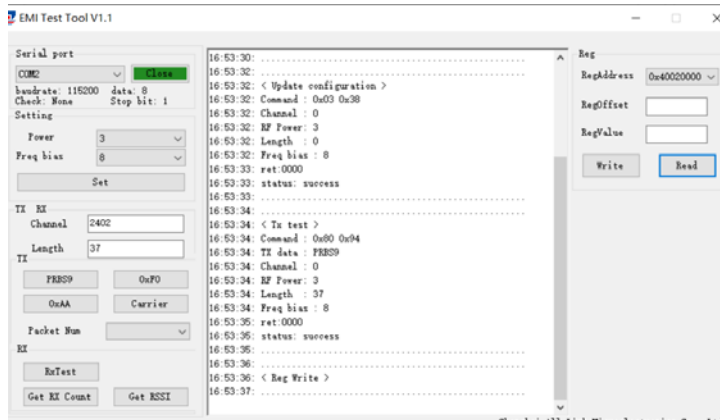 EMI Test Tool V1.1
Serial port
COM2
Close
baudrate: 115200 data: 8
Check: None Stop bit: 1
Setting
Power 3
Freq bias 8
Set
TX RX
Channel 2402
Length 37
TX
PRBS9 0xF0
0xAA Carrier
Packet Num
RX
RxTest
Get RX Count Get RSSI
16:53:30: ................................................
16:53:32: ................................................
16:53:32: < Update configuration >
16:53:32: Command : 0x03 0x38
16:53:32: Channel : 0
16:53:32: RF Power: 3
16:53:32: Length : 0
16:53:32: Freq bias : 8
16:53:33: ret:0000
16:53:33: status: success
16:53:33: ................................................
16:53:34: ................................................
16:53:34: < Tx test >
16:53:34: Command : 0x80 0x94
16:53:34: TX data : PRBS9
16:53:34: Channel : 0
16:53:34: RF Power: 3
16:53:34: Length : 37
16:53:34: Freq bias : 8
16:53:35: ret:0000
16:53:35: status: success
16:53:35: ................................................
16:53:36: ................................................
16:53:36: < Reg Write >
16:53:37: ................................................
Reg
RegAddress 0x40020000
RegOffset
RegValue
Write Read